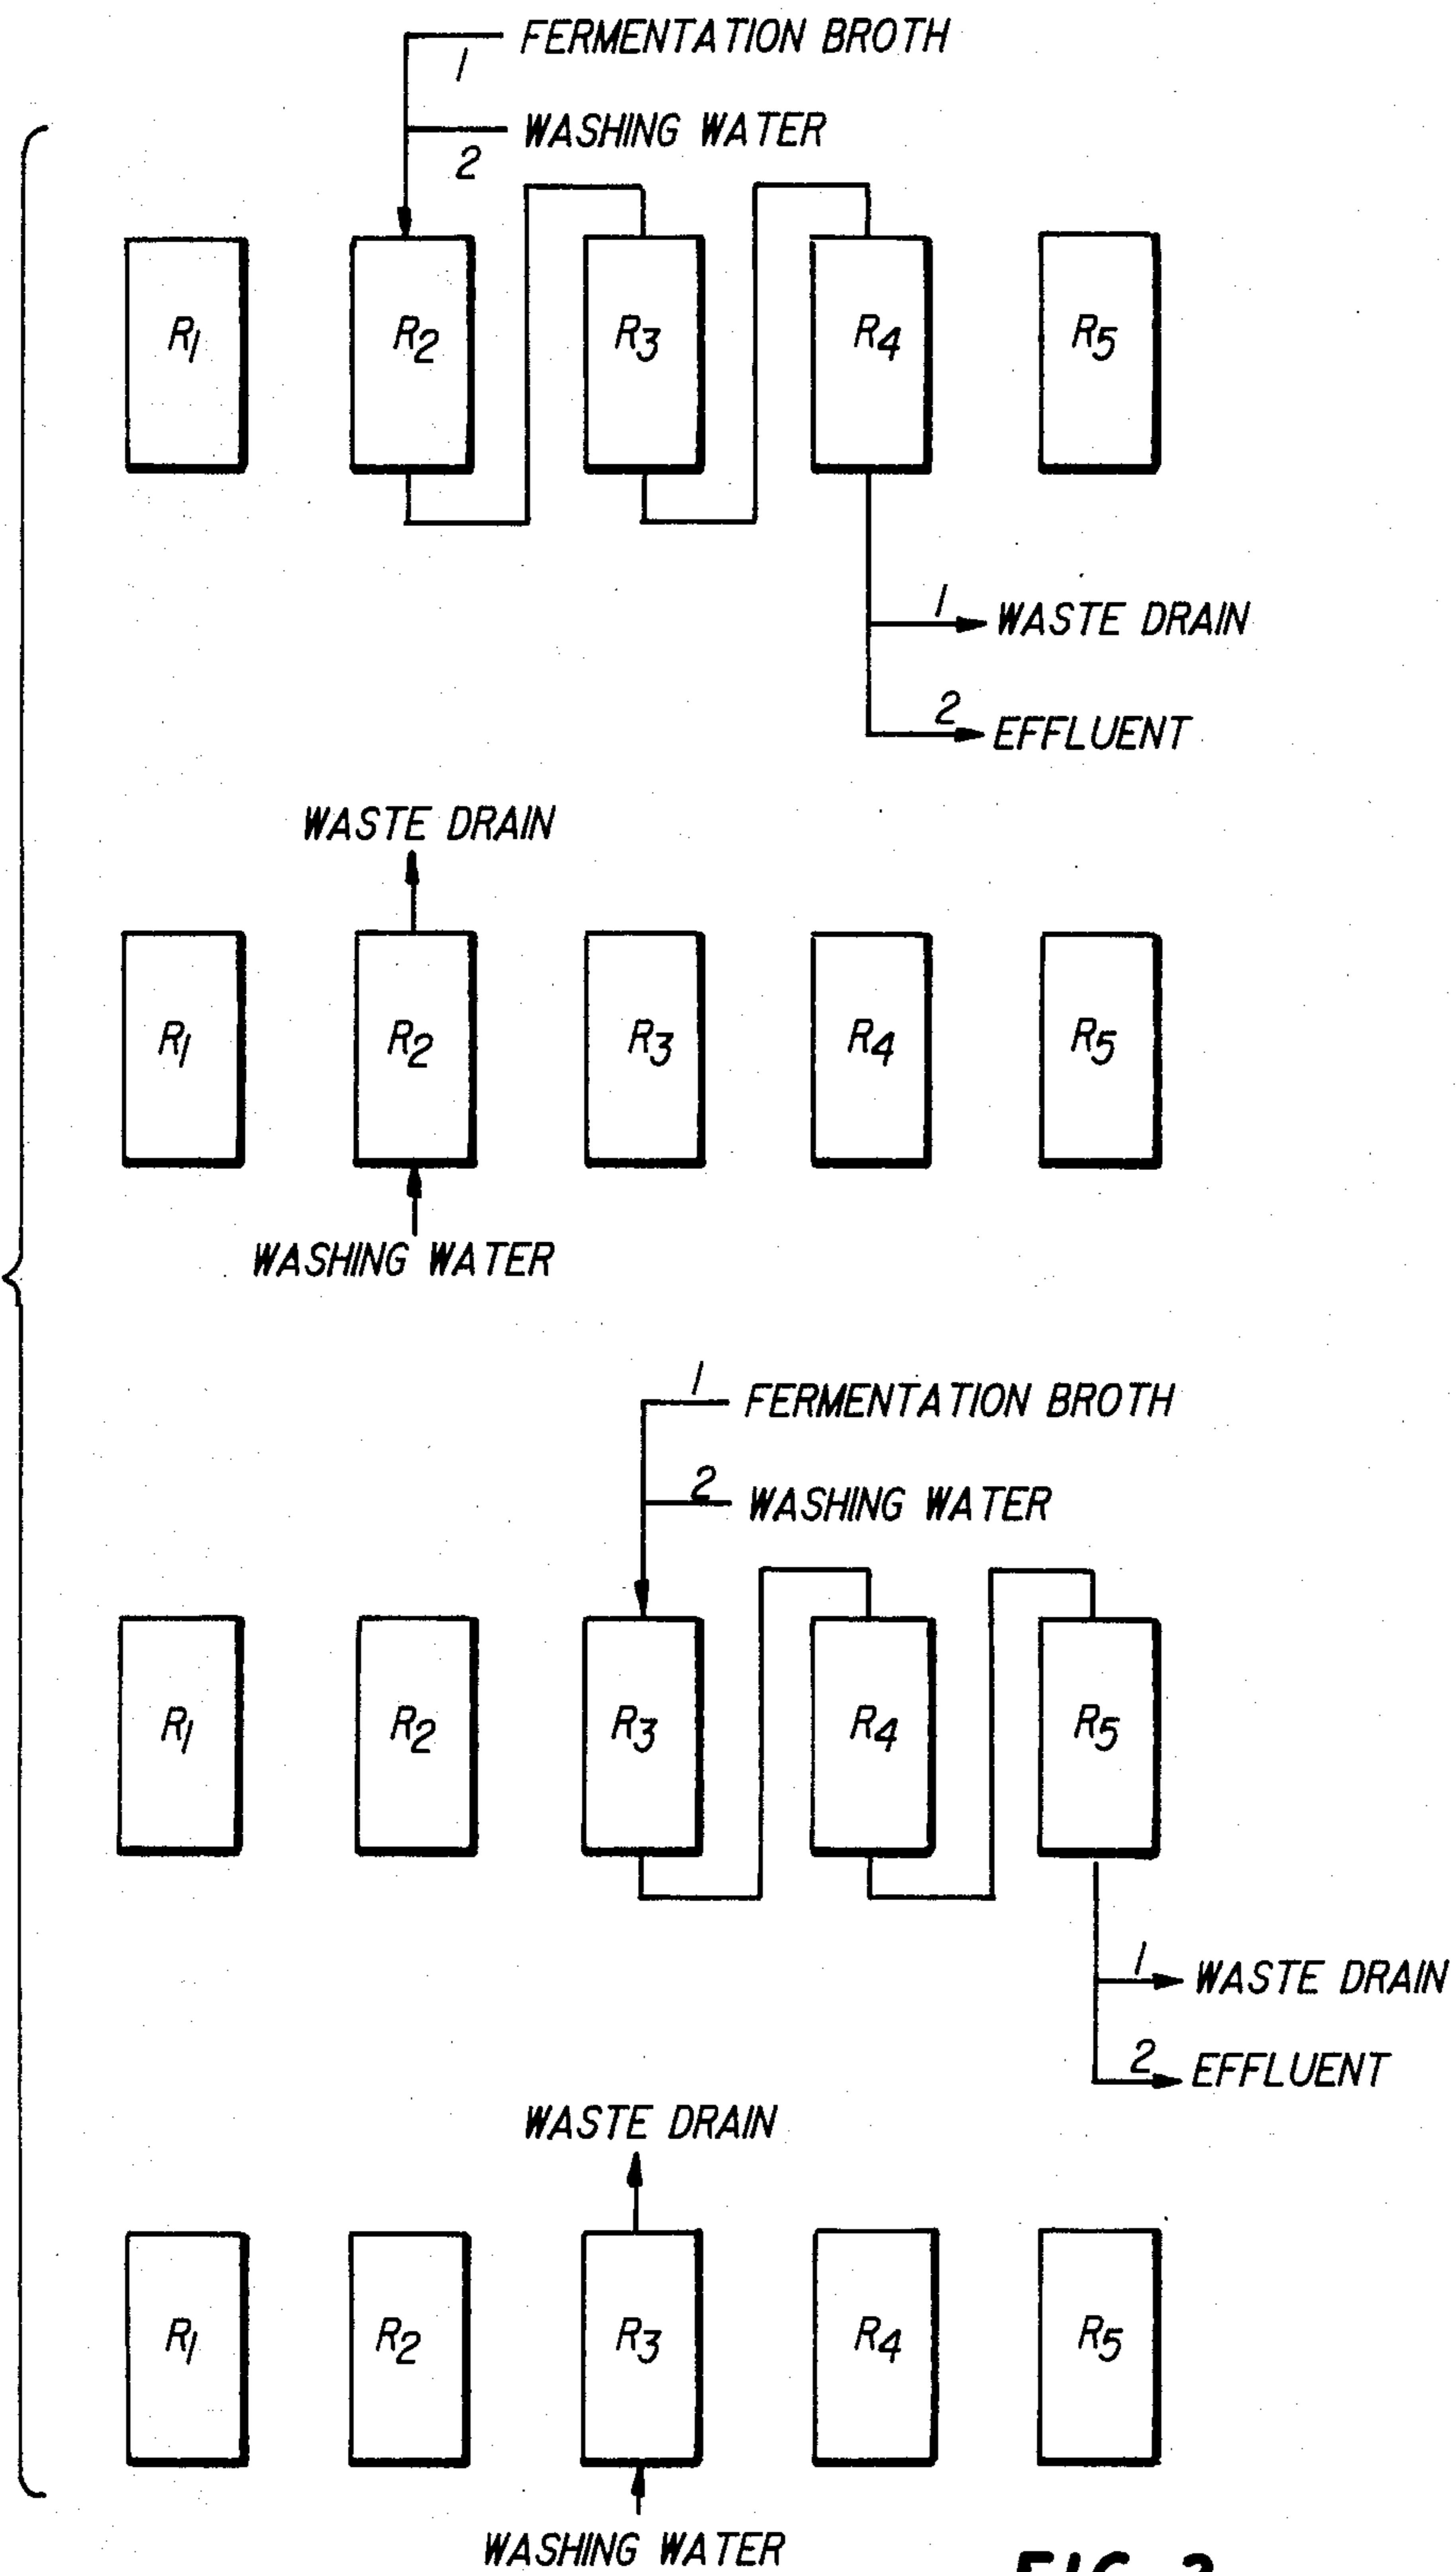 FERMENTATION BROTH
1
WASHING WATER
2
R1 R2 R3 R4 R5
1
WASTE DRAIN
2
EFFLUENT
WASTE DRAIN
R1 R2 R3 R4 R5
WASHING WATER
1
FERMENTATION BROTH
2
WASHING WATER
R1 R2 R3 R4 R5
1
WASTE DRAIN
2
EFFLUENT
WASTE DRAIN
R1 R2 R3 R4 R5
WASHING WATER